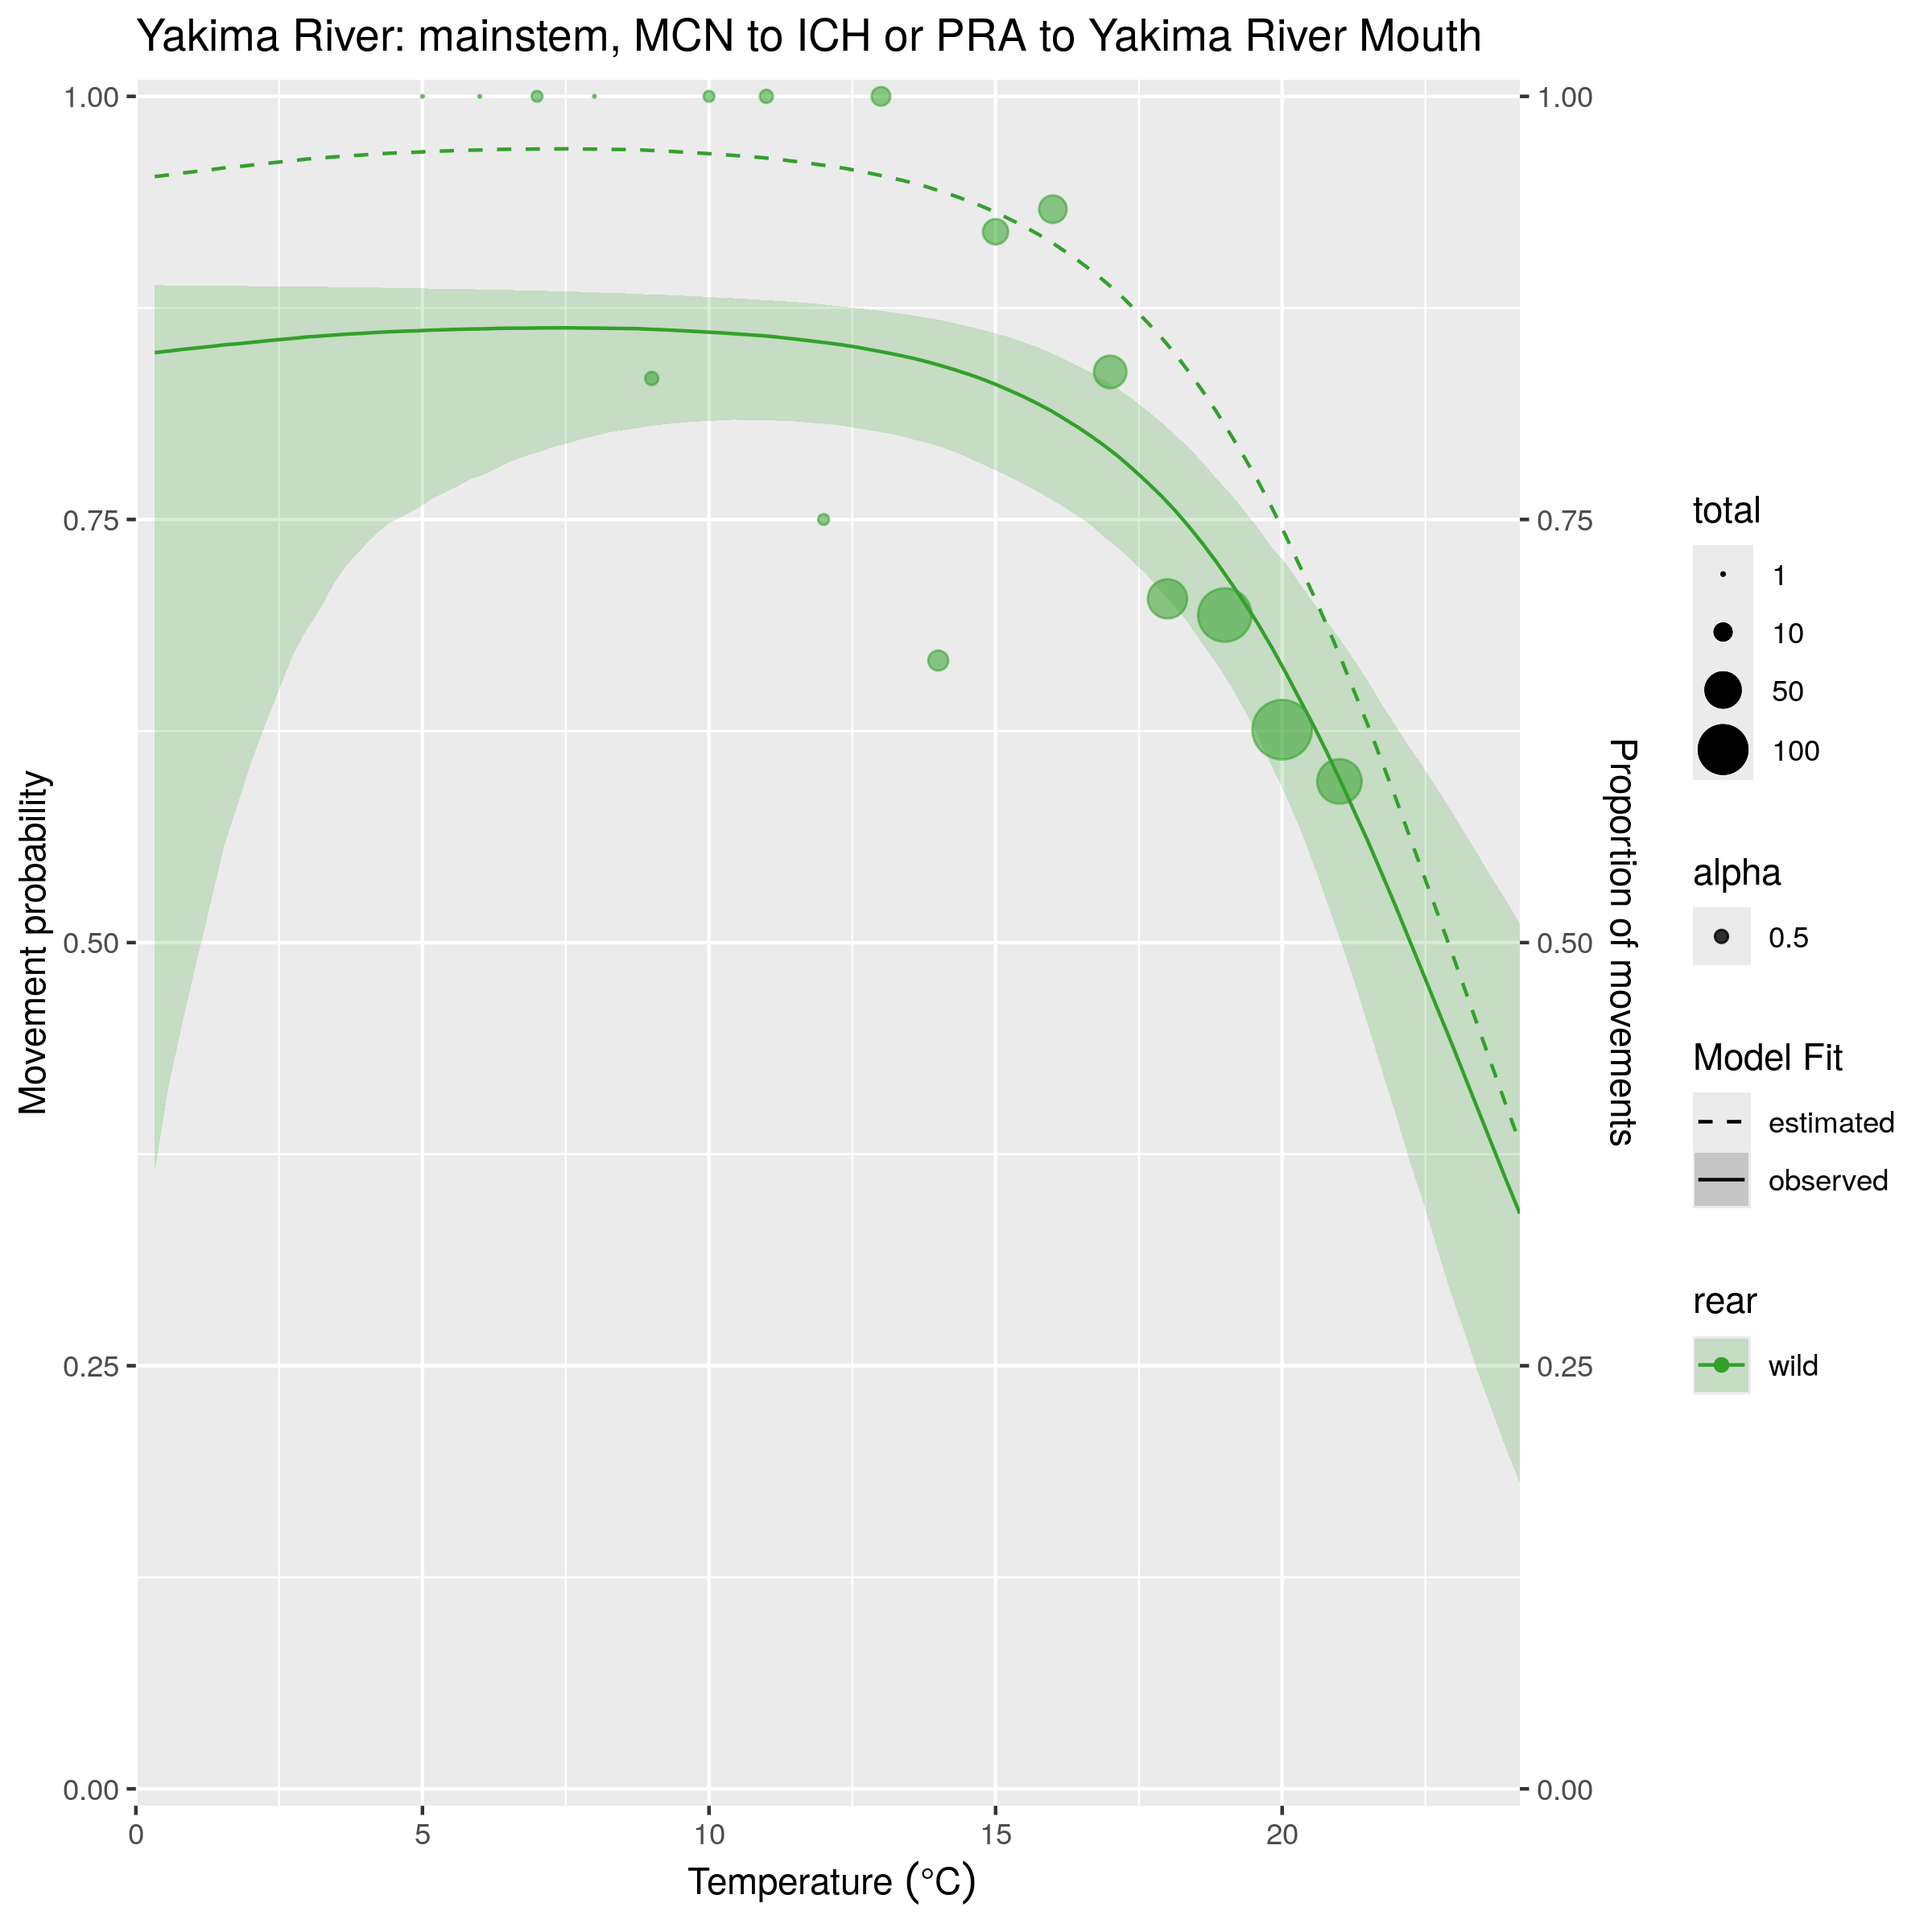 Yakima River: mainstem, MCN to ICH or PRA to Yakima River Mouth
1.00
0.75
0.50
0.25
0.00
Movement probability
0
5
10
15
20
Temperature (°C)
1.00
0.75
0.50
0.25
0.00
Proportion of movements
total
1
10
50
100
alpha
0.5
Model Fit
estimated
observed
rear
wild